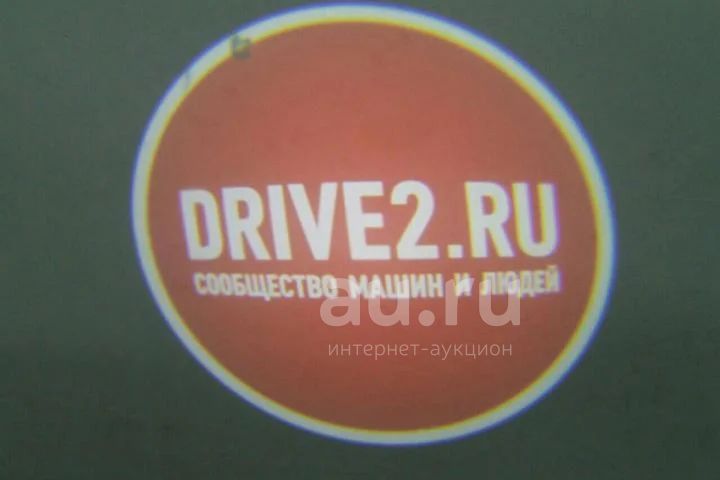 DRIVE2.RU
СООБЩЕСТВО МАШИН И ЛЮДЕЙ
au.ru
интернет-аукцион